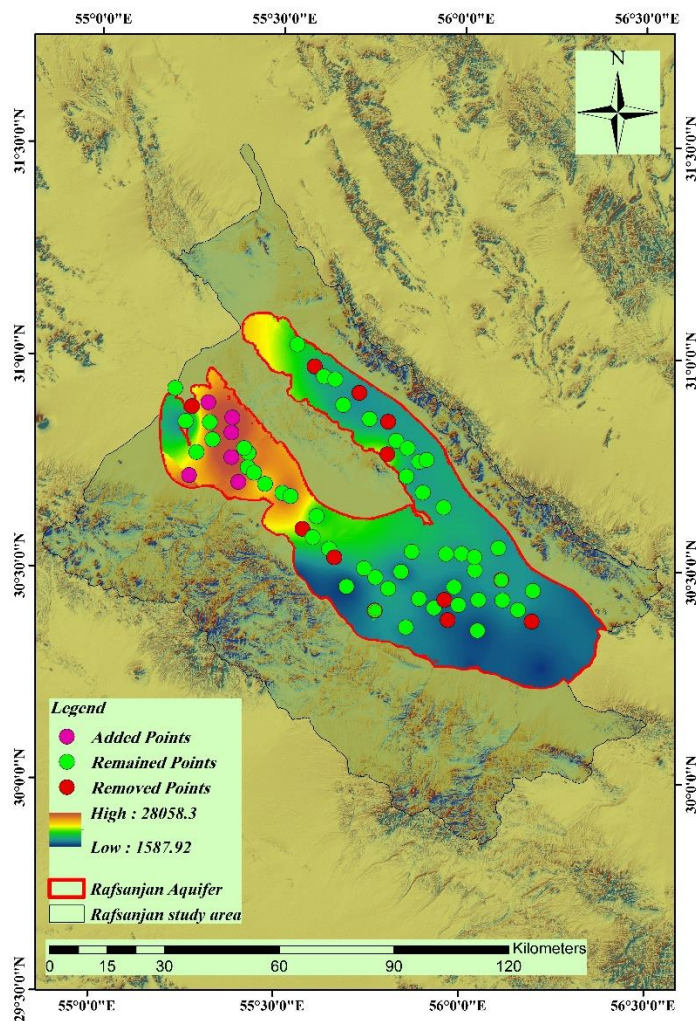 55°0'0"E 55°30'0"E 56°0'0"E 56°30'0"E
N
31°30'0"N 31°30'0"N
31°0'0"N 31°0'0"N
30°30'0"N 30°30'0"N
30°0'0"N 30°0'0"N
29°30'0"N 29°30'0"N
Legend
Added Points
Remained Points
Removed Points
High : 28058.3
Low : 1587.92
Rafsanjan Aquifer
Rafsanjan study area
Kilometers
0 15 30 60 90 120
55°0'0"E 55°30'0"E 56°0'0"E 56°30'0"E